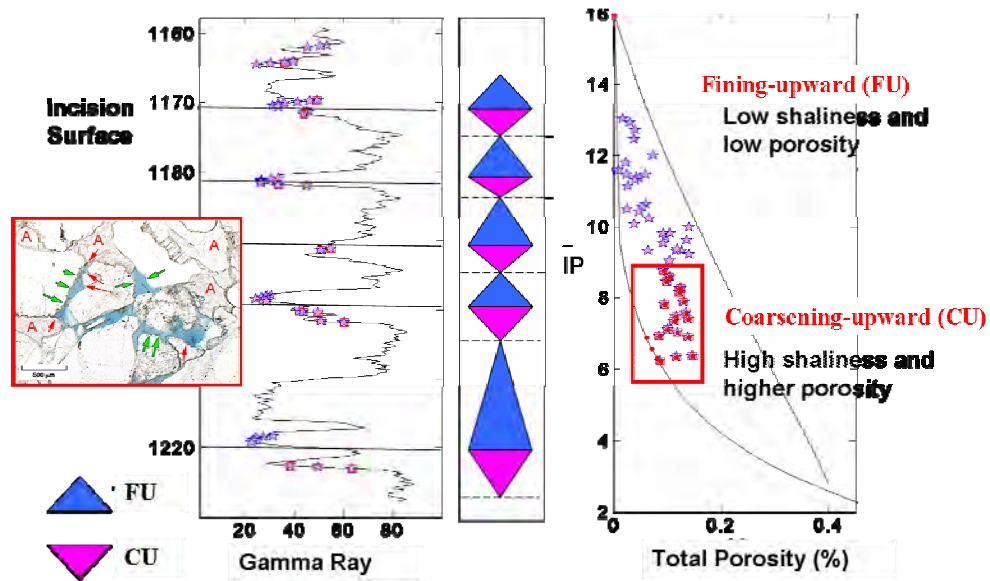 1160
1170
1180
1220
20
40
60
80
Gamma Ray
Incision
Surface
A
A
A
A
A
500µm
FU
CU
IP
16
14
12
10
8
6
4
2
0
0.2
0.4
Total Porosity (%)
Fining-upward (FU)
Low shaliness and
low porosity
Coarsening-upward (CU)
High shaliness and
higher porosity